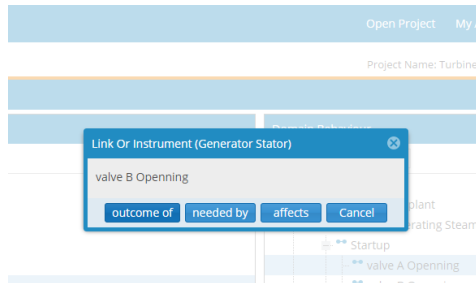 Open Project My
Project Name: Turbine
Domain Behaviour
Link Or Instrument (Generator Stator)
valve B Openning
outcome of needed by affects Cancel
plant
erating Steam
Startup
valve A Openning